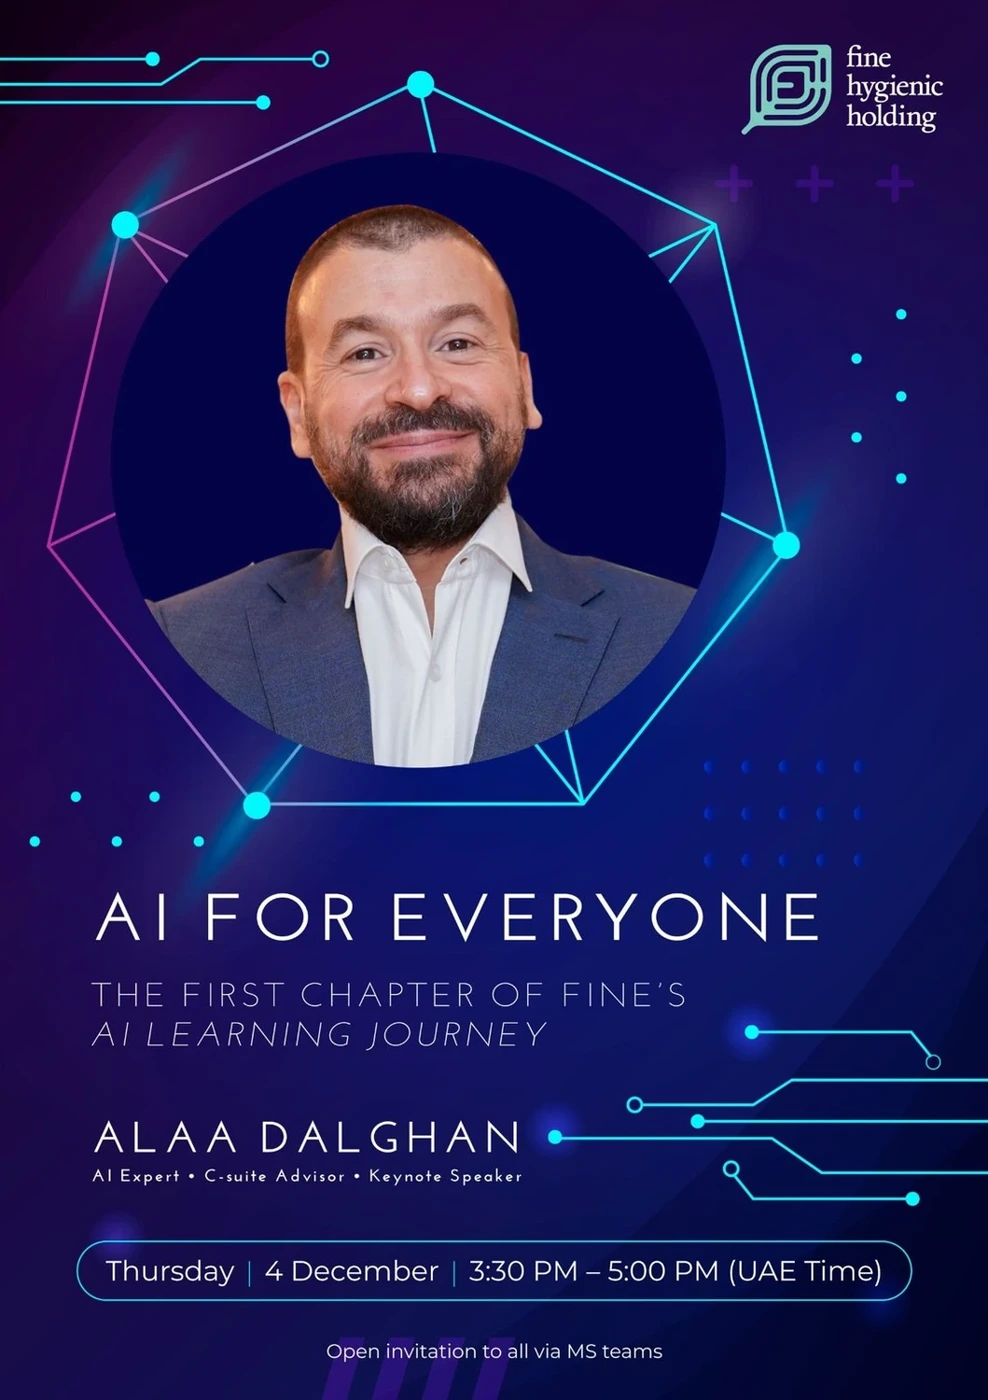 fine
hygienic
holding
AI FOR EVERYONE
THE FIRST CHAPTER OF FINE'S
AI LEARNING JOURNEY
ALAA DALGHAN
AI Expert • C-suite Advisor • Keynote Speaker
Thursday | 4 December | 3:30 PM – 5:00 PM (UAE Time)
Open invitation to all via MS teams